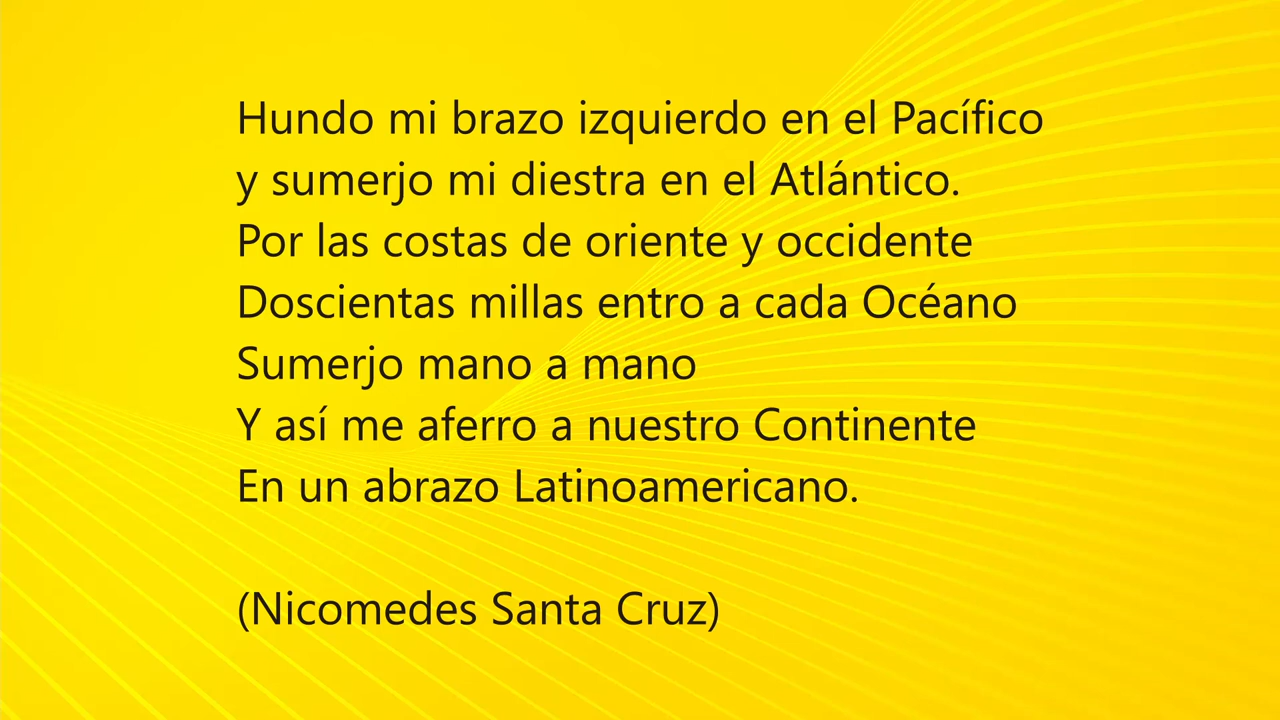 Hundo mi brazo izquierdo en el Pacífico
y sumerjo mi diestra en el Atlántico.
Por las costas de oriente y occidente
Doscientas millas entro a cada Océano
Sumerjo mano a mano
Y así me aferro a nuestro Continente
En un abrazo Latinoamericano.
(Nicomedes Santa Cruz)